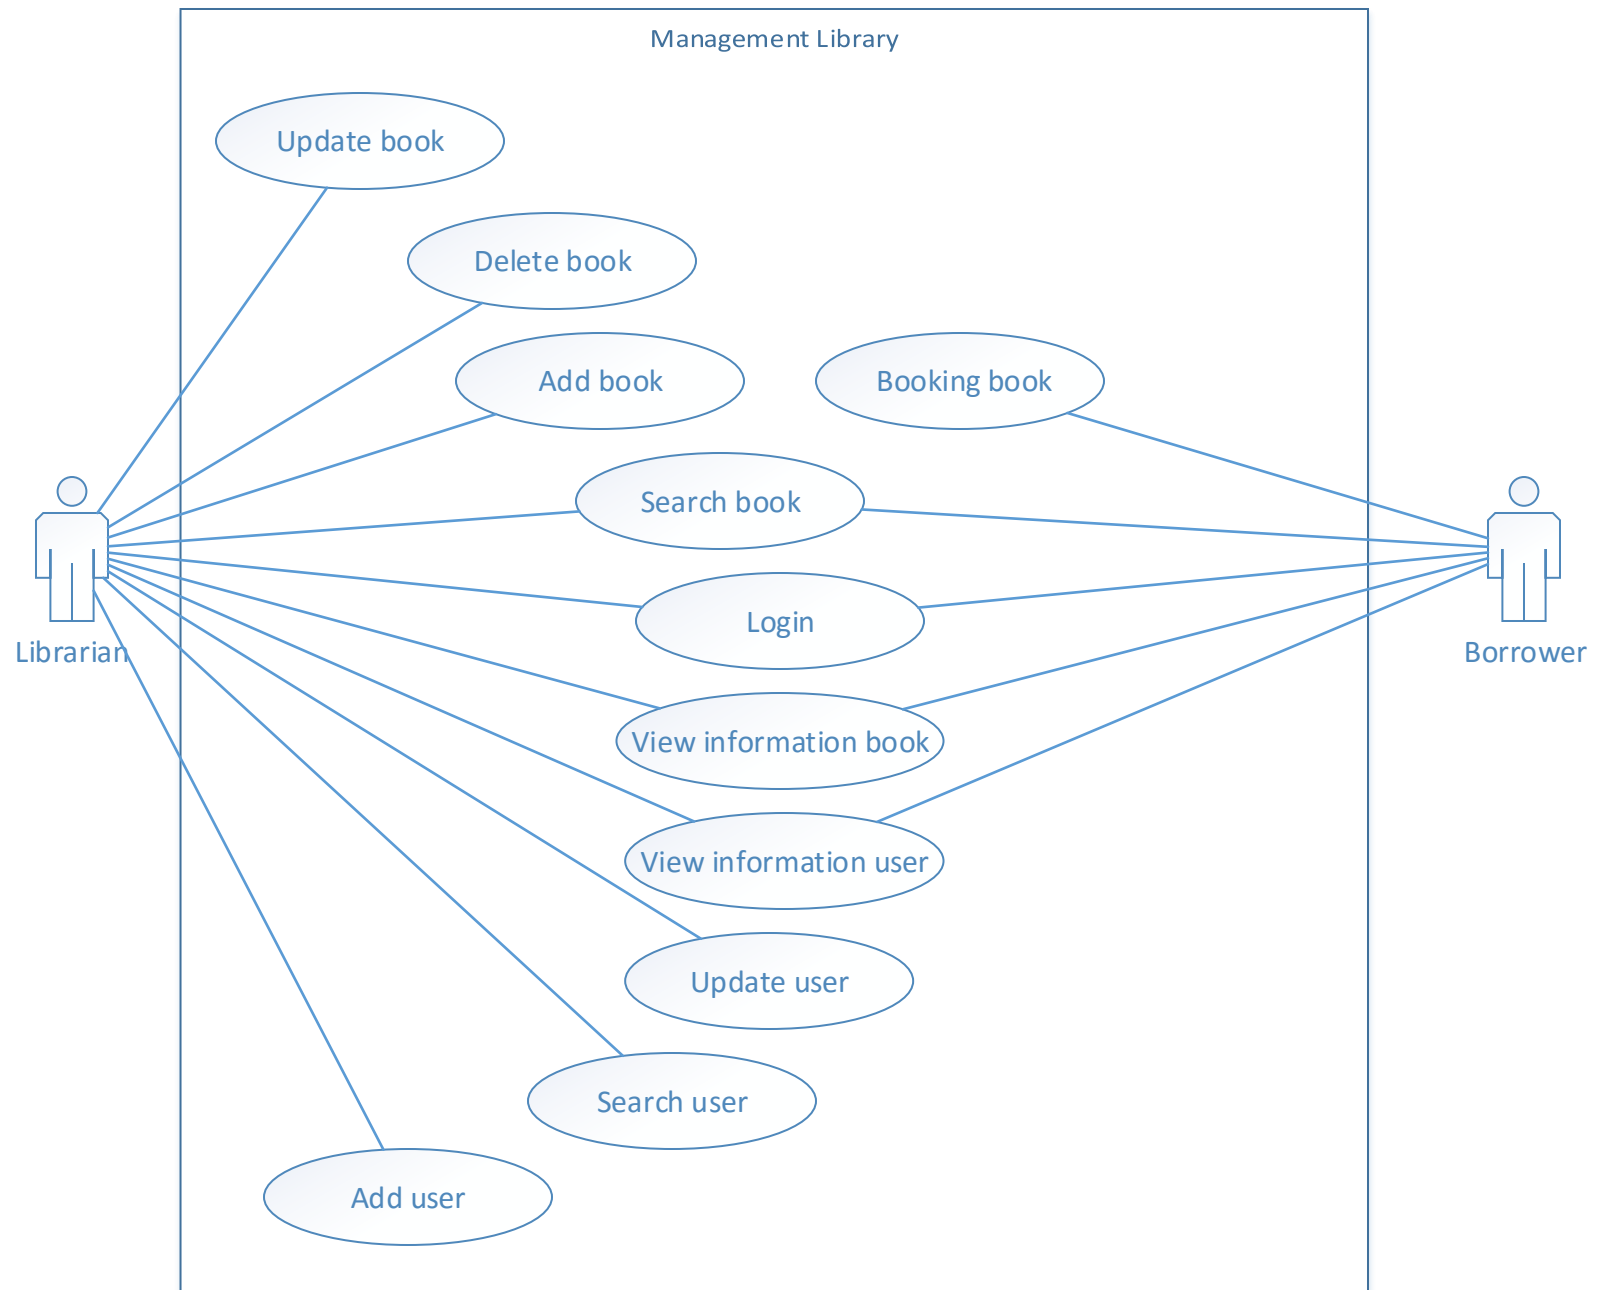 Management Library
Update book
Delete book
Add book
Booking book
Search book
Login
Librarian
Borrower
View information book
View information user
Update user
Search user
Add user